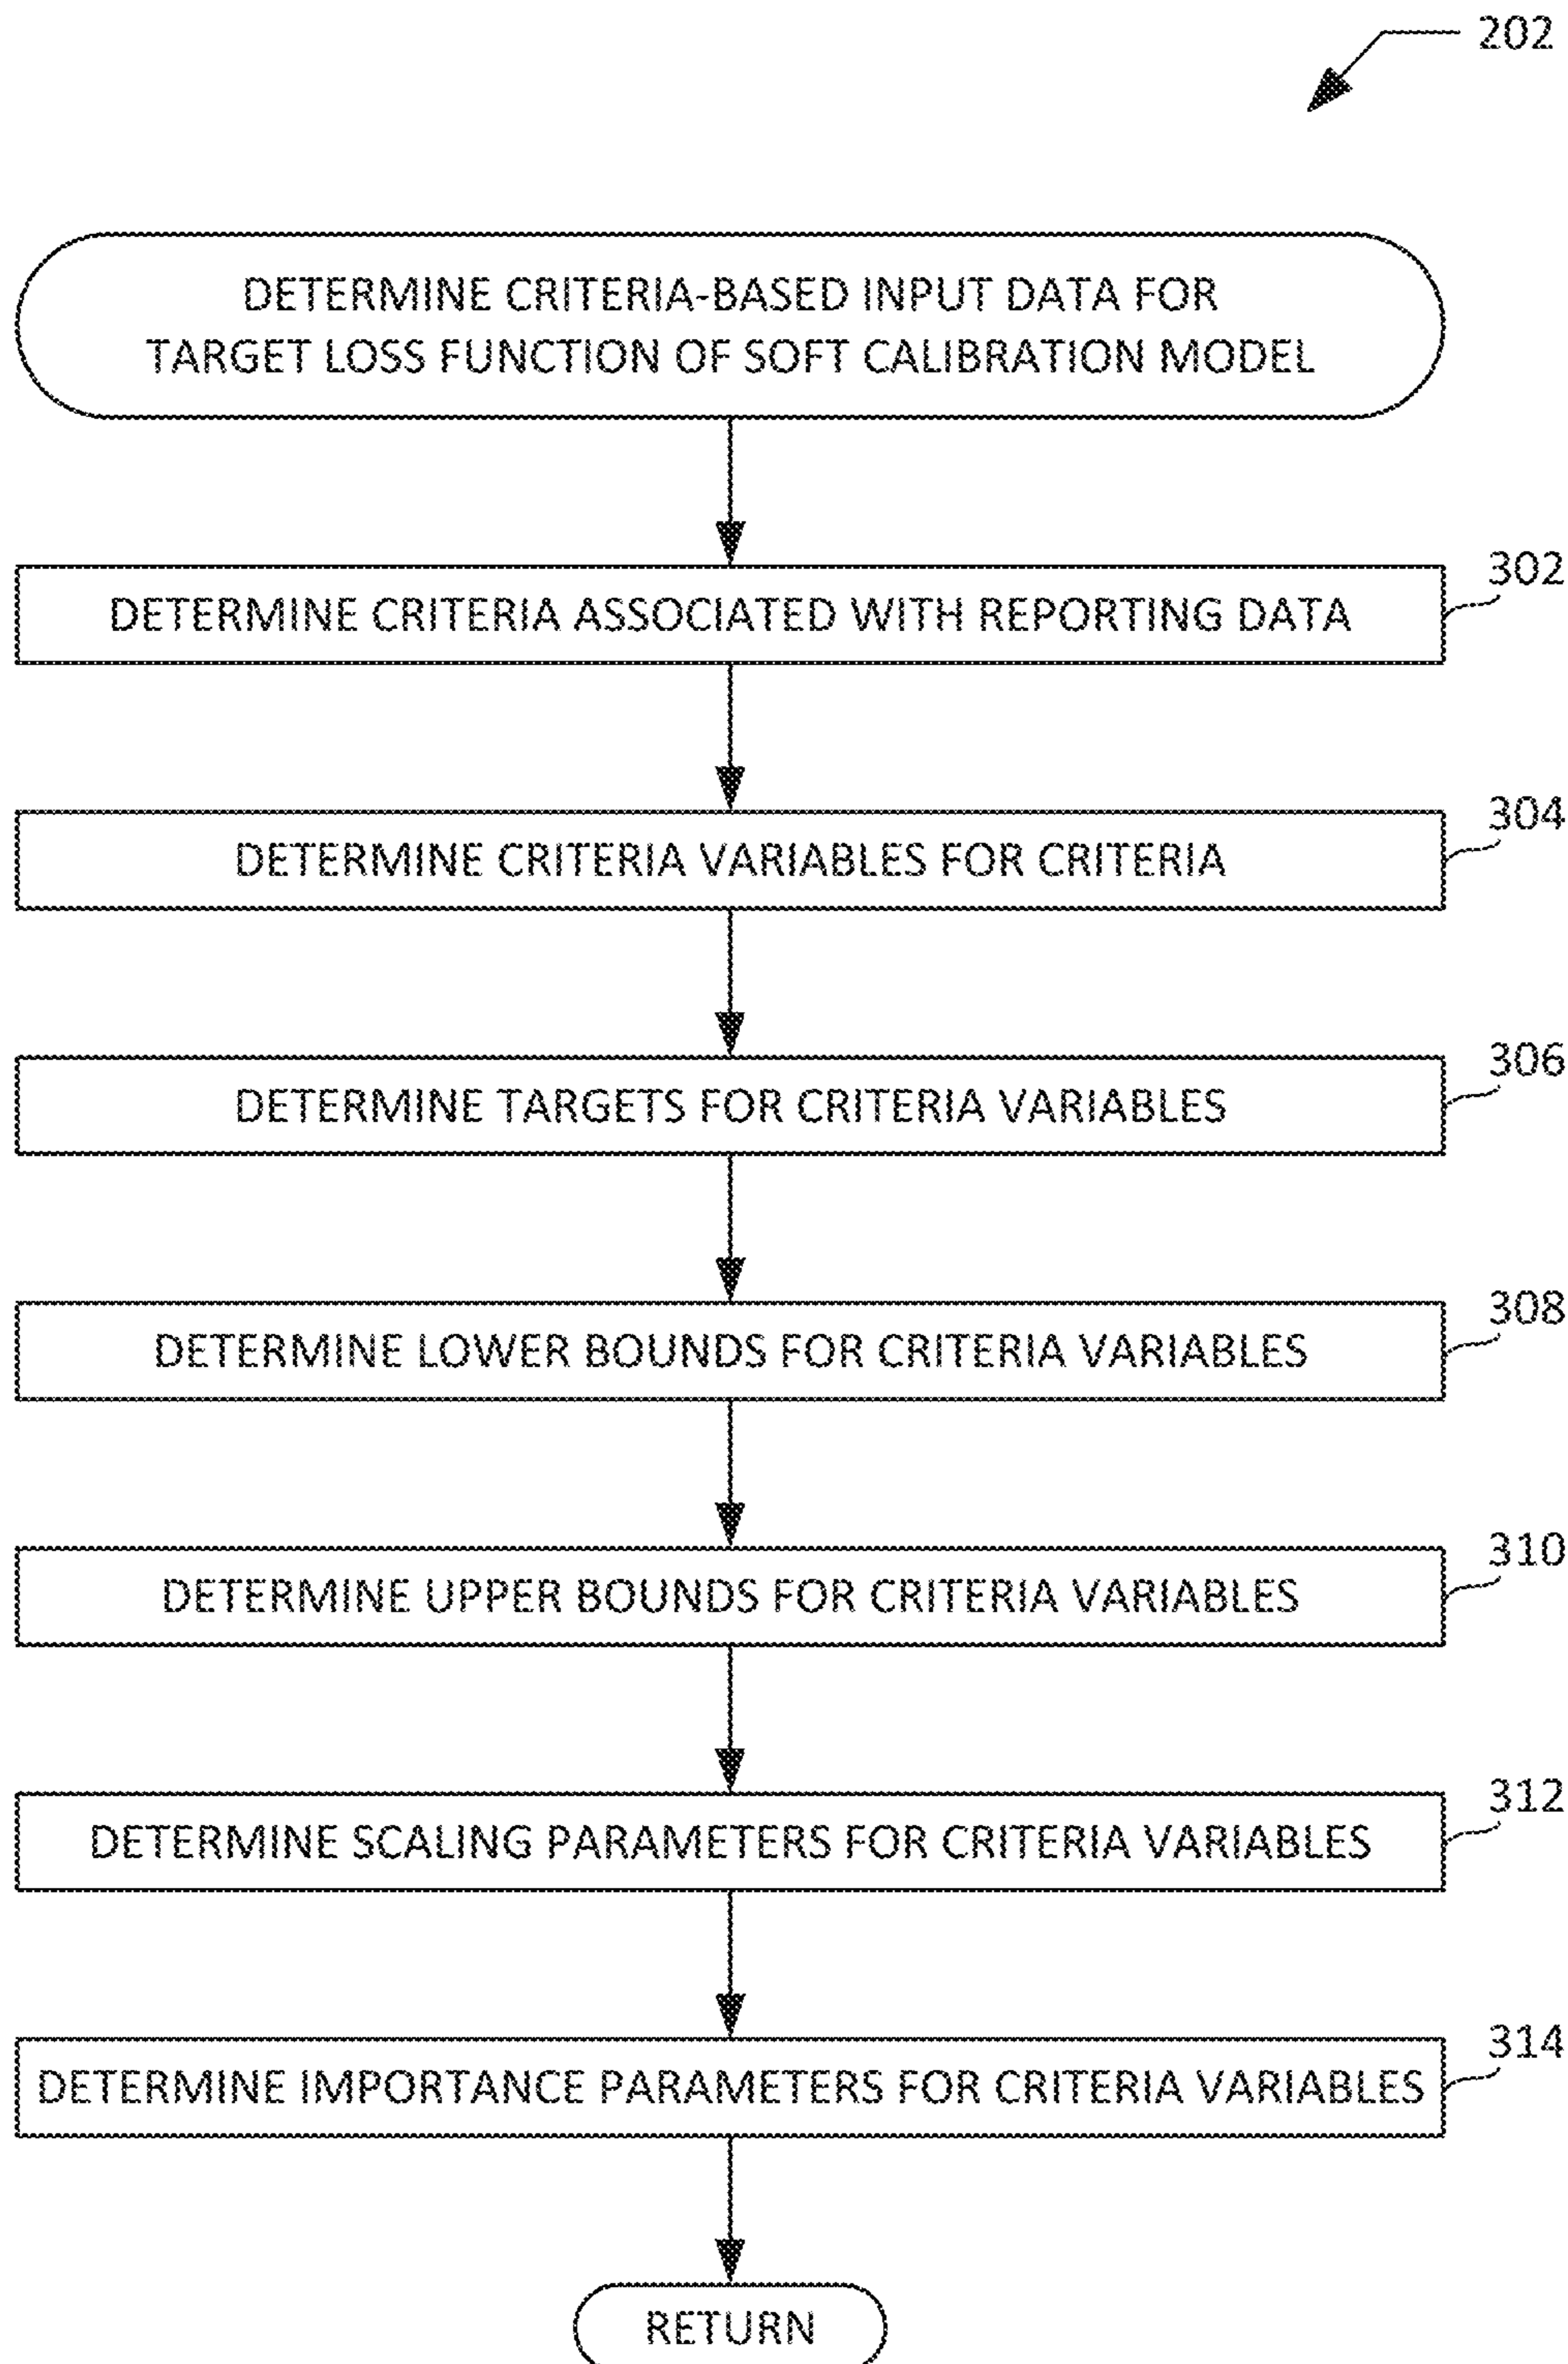 202
DETERMINE CRITERIA-BASED INPUT DATA FOR
TARGET LOSS FUNCTION OF SOFT CALIBRATION MODEL
302
DETERMINE CRITERIA ASSOCIATED WITH REPORTING DATA
304
DETERMINE CRITERIA VARIABLES FOR CRITERIA
306
DETERMINE TARGETS FOR CRITERIA VARIABLES
308
DETERMINE LOWER BOUNDS FOR CRITERIA VARIABLES
310
DETERMINE UPPER BOUNDS FOR CRITERIA VARIABLES
312
DETERMINE SCALING PARAMETERS FOR CRITERIA VARIABLES
314
DETERMINE IMPORTANCE PARAMETERS FOR CRITERIA VARIABLES
RETURN